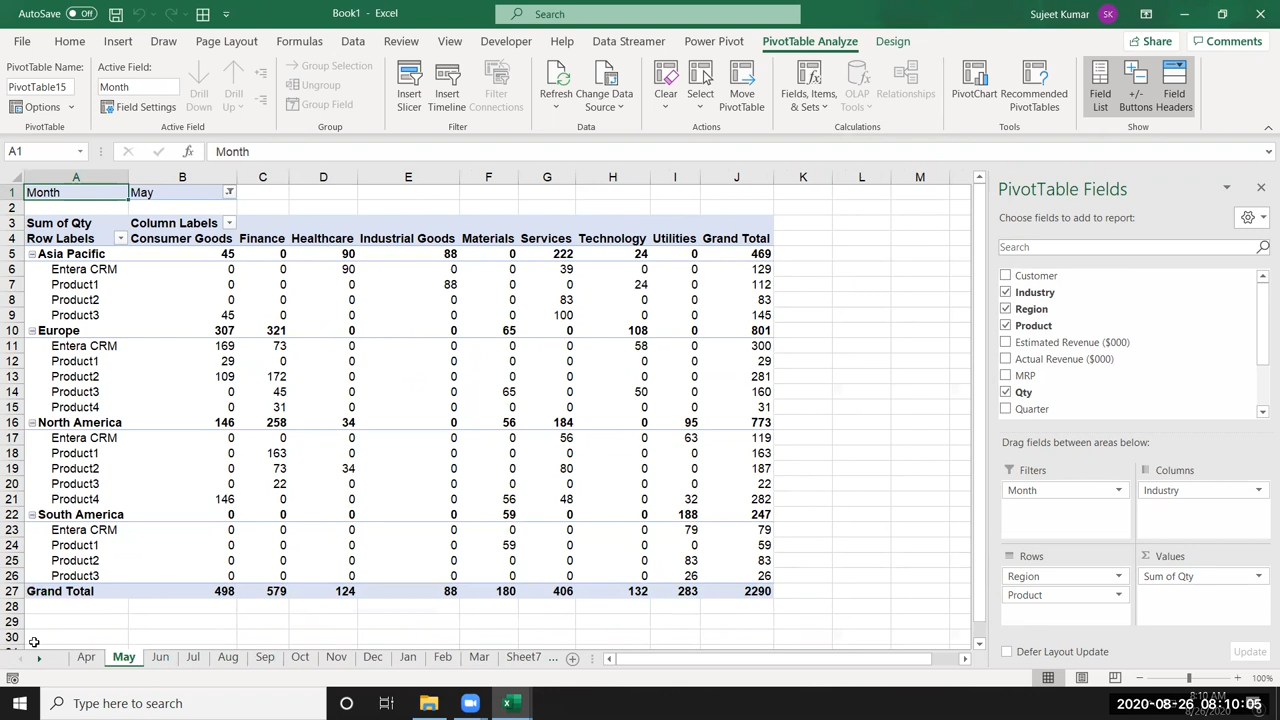 AutoSave Off Book1 - Excel Search Sujeet Kumar SK
File Home Insert Draw Page Layout Formulas Data Review View Developer Help Data Streamer Power Pivot PivotTable Analyze Design Share Comments
PivotTable Name: Active Field:
PivotTable15 Month
Options Field Settings
Drill Down Drill Up
Group Selection
Ungroup
Group Field
Insert Slicer Insert Timeline Filter Connections
Refresh Change Data Source
Clear Select Move PivotTable
Fields, Items, & Sets OLAP Tools Relationships
PivotChart Recommended PivotTables
Field List +/- Buttons Field Headers
PivotTable Active Field Group Filter Data Actions Calculations Tools Show
A1 fx Month
A B C D E F G H I J K L M
1 Month May
2
3 Sum of Qty Column Labels
4 Row Labels Consumer Goods Finance Healthcare Industrial Goods Materials Services Technology Utilities Grand Total
5 Asia Pacific 45 0 90 88 0 222 24 0 469
6 Entera CRM 0 0 90 0 0 39 0 0 129
7 Product1 0 0 0 88 0 0 24 0 112
8 Product2 0 0 0 0 0 83 0 0 83
9 Product3 45 0 0 0 0 100 0 0 145
10 Europe 307 321 0 0 65 0 108 0 801
11 Entera CRM 169 73 0 0 0 0 58 0 300
12 Product1 29 0 0 0 0 0 0 0 29
13 Product2 109 172 0 0 0 0 0 0 281
14 Product3 0 45 0 0 65 0 50 0 160
15 Product4 0 31 0 0 0 0 0 0 31
16 North America 146 258 34 0 56 184 0 95 773
17 Entera CRM 0 0 0 0 0 56 0 63 119
18 Product1 0 163 0 0 0 0 0 0 163
19 Product2 0 73 34 0 0 80 0 0 187
20 Product3 0 22 0 0 0 0 0 0 22
21 Product4 146 0 0 0 56 48 0 32 282
22 South America 0 0 0 0 59 0 0 188 247
23 Entera CRM 0 0 0 0 0 0 0 79 79
24 Product1 0 0 0 0 59 0 0 0 59
25 Product2 0 0 0 0 0 0 0 83 83
26 Product3 0 0 0 0 0 0 0 26 26
27 Grand Total 498 579 124 88 180 406 132 283 2290
28
29
30
PivotTable Fields
Choose fields to add to report:
Search
Customer
Industry
Region
Product
Estimated Revenue ($000)
Actual Revenue ($000)
MRP
Qty
Quarter
Drag fields between areas below:
Filters Columns
Month Industry
Rows Σ Values
Region Sum of Qty
Product
Defer Layout Update Update
Apr May Jun Jul Aug Sep Oct Nov Dec Jan Feb Mar Sheet7 ...
100%
Type here to search
2020-08-26 08:10:05